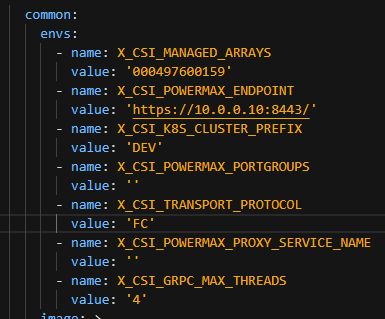 common:
envs:
- name: X_CSI_MANAGED_ARRAYS
value: '000497600159'
- name: X_CSI_POWERMAX_ENDPOINT
value: 'https://10.0.0.10:8443/'
- name: X_CSI_K8S_CLUSTER_PREFIX
value: 'DEV'
- name: X_CSI_POWERMAX_PORTGROUPS
value: ''
- name: X_CSI_TRANSPORT_PROTOCOL
value: 'FC'
- name: X_CSI_POWERMAX_PROXY_SERVICE_NAME
value: ''
- name: X_CSI_GRPC_MAX_THREADS
value: '4'
image: >